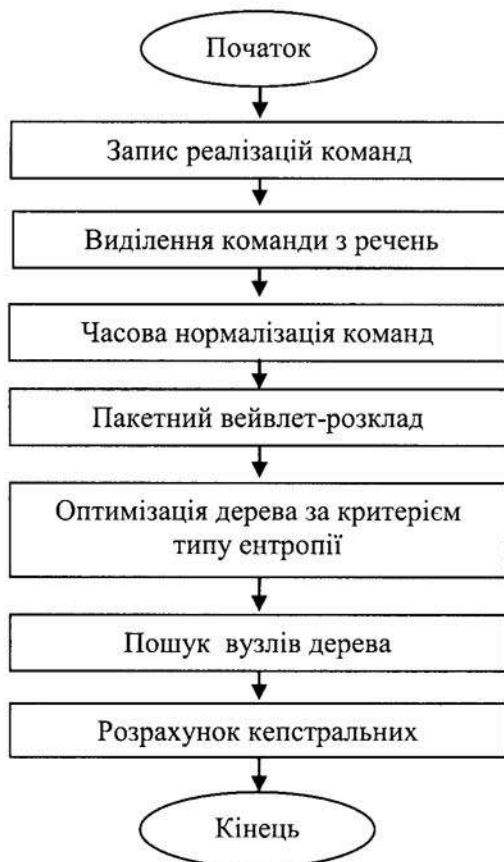 Початок
Запис реалізацій команд
Виділення команди з речень
Часова нормалізація команд
Пакетний вейвлет-розклад
Оптимізація дерева за критерієм
типу ентропії
Пошук вузлів дерева
Розрахунок кепстральних
Кінець